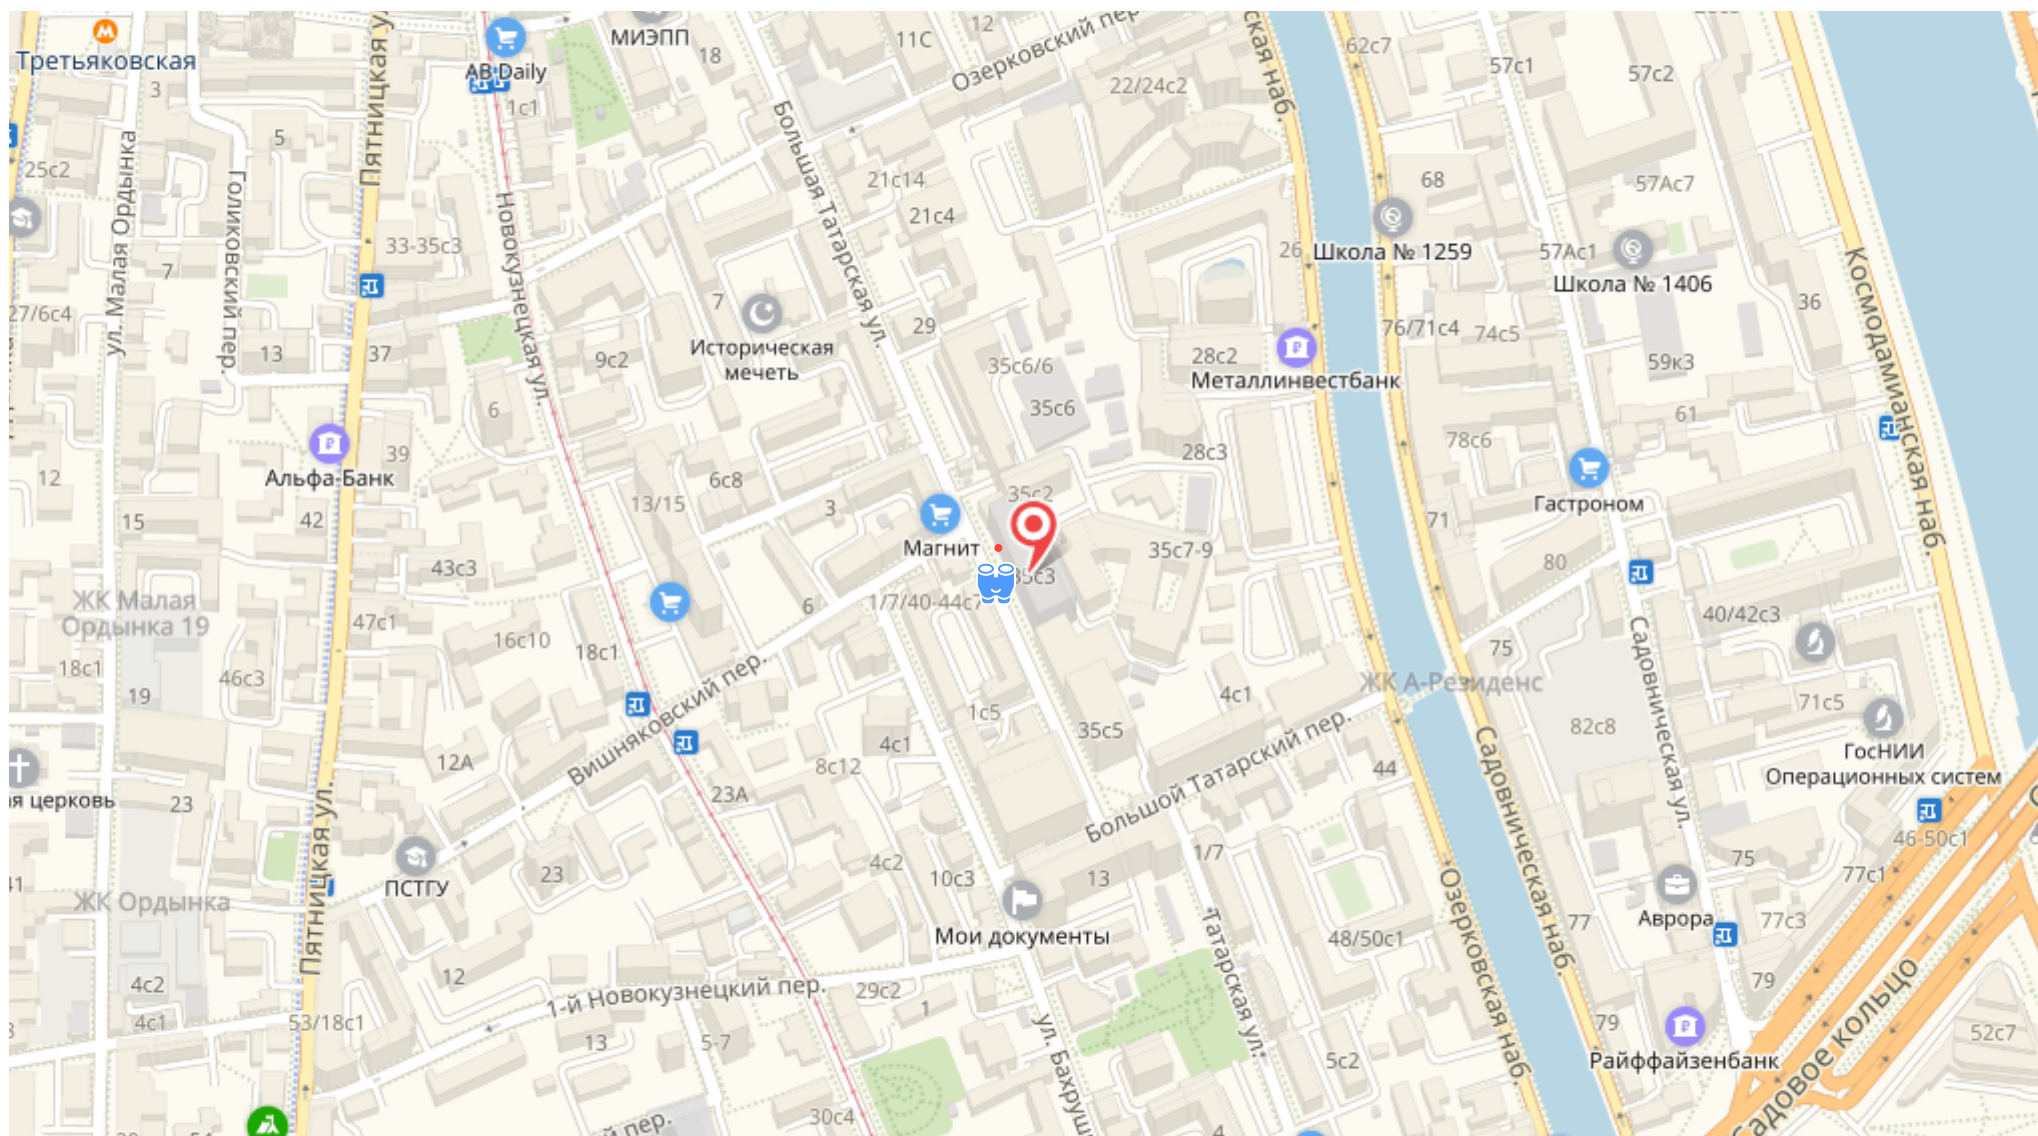 МИЭПП
18
11С
12
Озерковский пер.
62с7
57с1
57с2
Третьяковская
3
АВ Daily
1с1
22/24с2
5
Пятницкая ул.
Большая Татарская ул.
25с2
ул. Малая Ордынка
Голиковский пер.
Новокузнецкая ул.
21с14
21с4
68
57Ас7
33-35с3
7
26
Школа № 1259
57Ас1
Школа № 1406
Космодамианская наб.
27/6с4
7
36
13
37
9с2
Историческая
мечеть
29
35с6/6
28с2
Металлинвестбанк
76/71с4
74с5
59к3
6
35с6
61
39
28с3
78с6
Альфа-Банк
12
6с8
13/15
3
35с2
Гастроном
15
42
Магнит
71
35с7-9
43с3
35с3
80
ЖК Малая
Ордынка 19
47с1
6
1/7/40-44с7
40/42с3
16с10
18с1
75
18с1
46с3
Вишняковский пер.
4с1
ЖК А-Резиденс
Садовническая ул.
19
1с5
71с5
35с5
82с8
4с1
Большой Татарский пер.
Садовническая наб.
12А
8с12
44
ГосНИИ
Операционных систем
ая церковь
23
23А
46-50с1
Пятницкая ул.
1/7
75
4с2
10с3
13
77с1
ПСТГУ
23
41
ЖК Ордынка
Озерковская наб.
Аврора
77
77с3
Мои документы
Татарская ул.
48/50с1
12
4с2
1-й Новокузнецкий пер.
29с2
1
79
4с1
53/18с1
ул. Бахруш
79
52с7
13
5-7
5с2
Райффайзенбанк
Садовое кольцо
30с4
й пер.
4